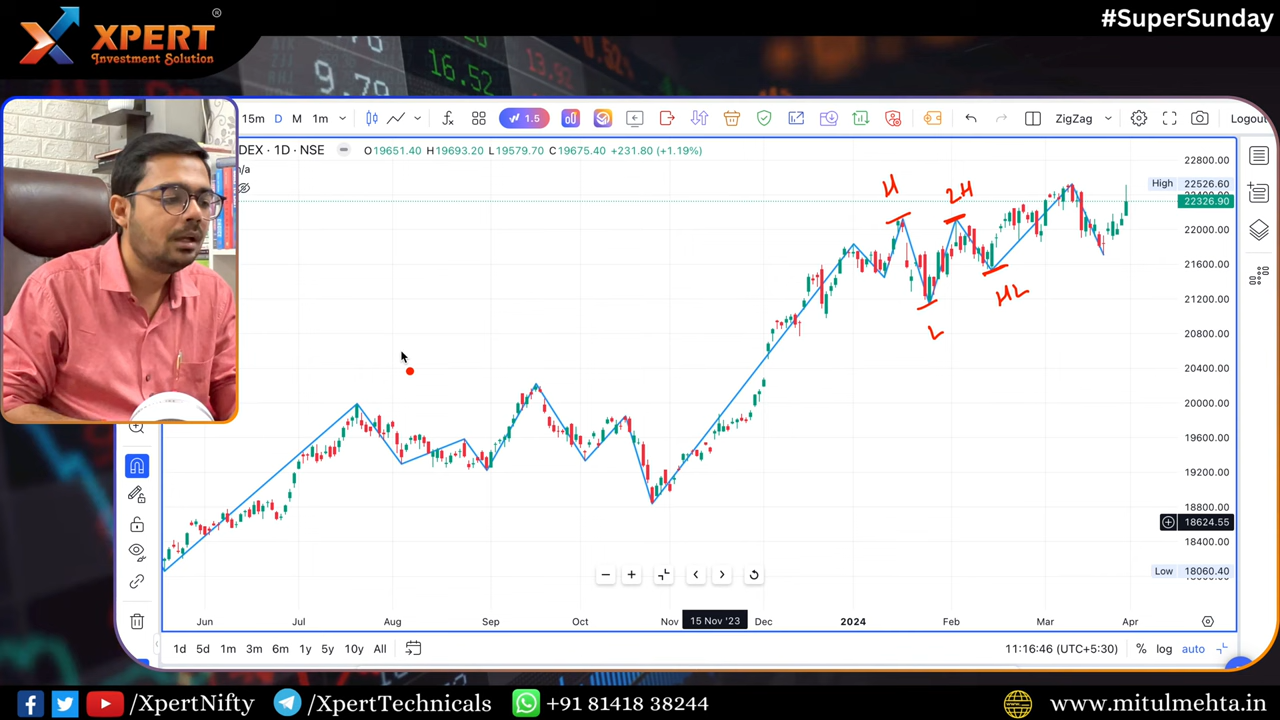 #SuperSunday
XPERT
Investment Solution
®
9.79
16.52
15m D M 1m 1.5 ZigZag Logout
DEX · 1D · NSE O19651.40 H19693.20 L19579.70 C19675.40 +231.80 (+1.19%)
n/a
22800.00
High 22526.60
22326.90
22000.00
21600.00
21200.00
20800.00
20400.00
20000.00
19600.00
19200.00
18800.00
18624.55
18400.00
Low 18060.40
H
2H
HL
L
Jun Jul Aug Sep Oct Nov 15 Nov '23 Dec 2024 Feb Mar Apr
1d 5d 1m 3m 6m 1y 5y 10y All 11:16:46 (UTC+5:30) % log auto
/XpertNifty /XpertTechnicals +91 81418 38244 www.mitulmehta.in